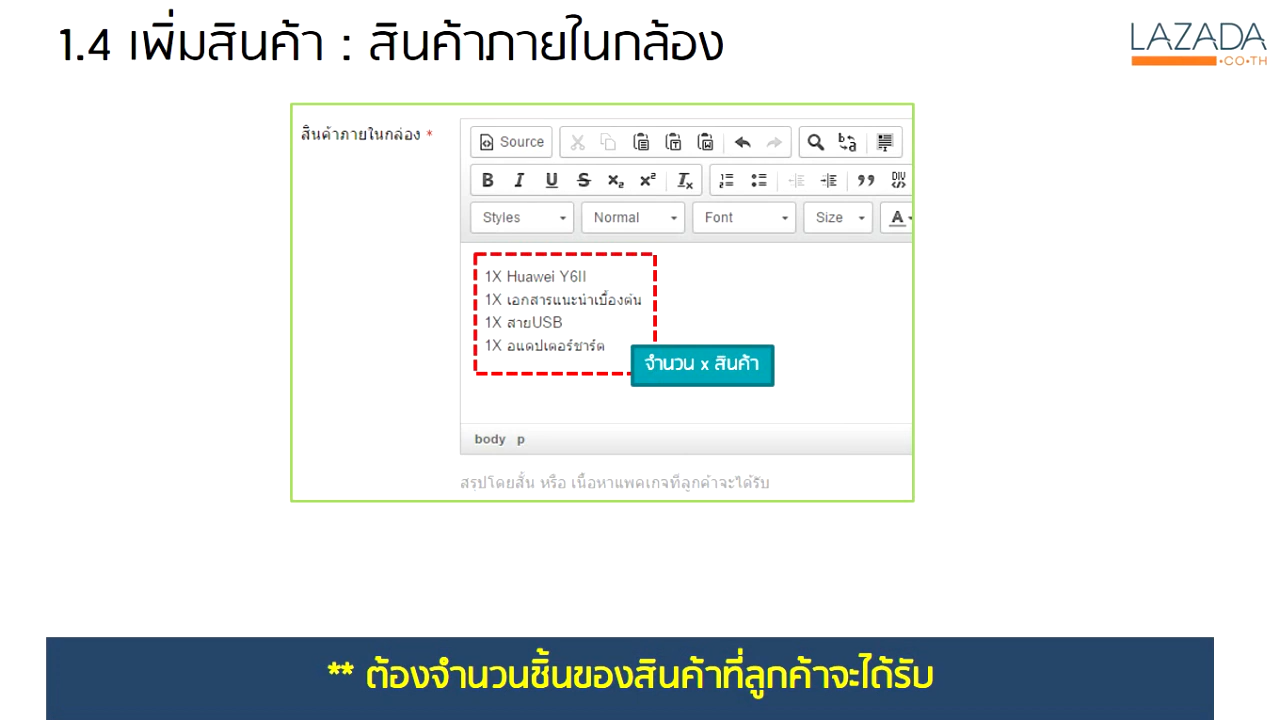 1.4 เพิ่มสินค้า : สินค้าภายในกล้อง
LAZADA
.CO.TH
สินค้าภายในกล่อง *
Source
B I U S x₂ x² Tx
Styles Normal Font Size A
1X Huawei Y6II
1X เอกสารแนะนำเบื้องต้น
1X สายUSB
1X อแดปเตอร์ชาร์ต
จำนวน x สินค้า
body p
สรุปโดยสั้น หรือ เนื้อหาแพคเกจที่ลูกค้าจะได้รับ
** ต้องจำนวนชิ้นของสินค้าที่ลูกค้าจะได้รับ